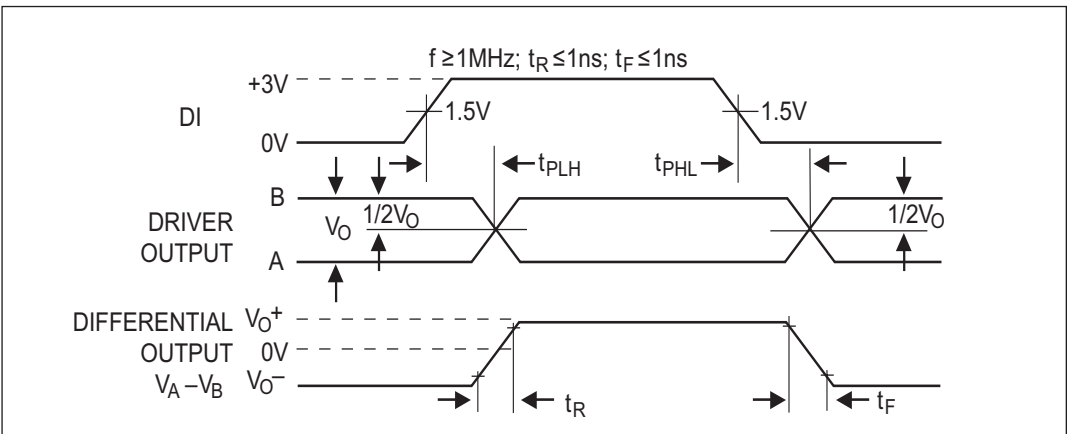 f ≥1MHz; tR ≤1ns; tF ≤1ns
+3V
DI
1.5V
1.5V
0V
tPLH
tPHL
B
DRIVER
OUTPUT
VO
1/2VO
1/2VO
A
DIFFERENTIAL
OUTPUT
VA –VB
VO+
0V
VO–
tR
tF